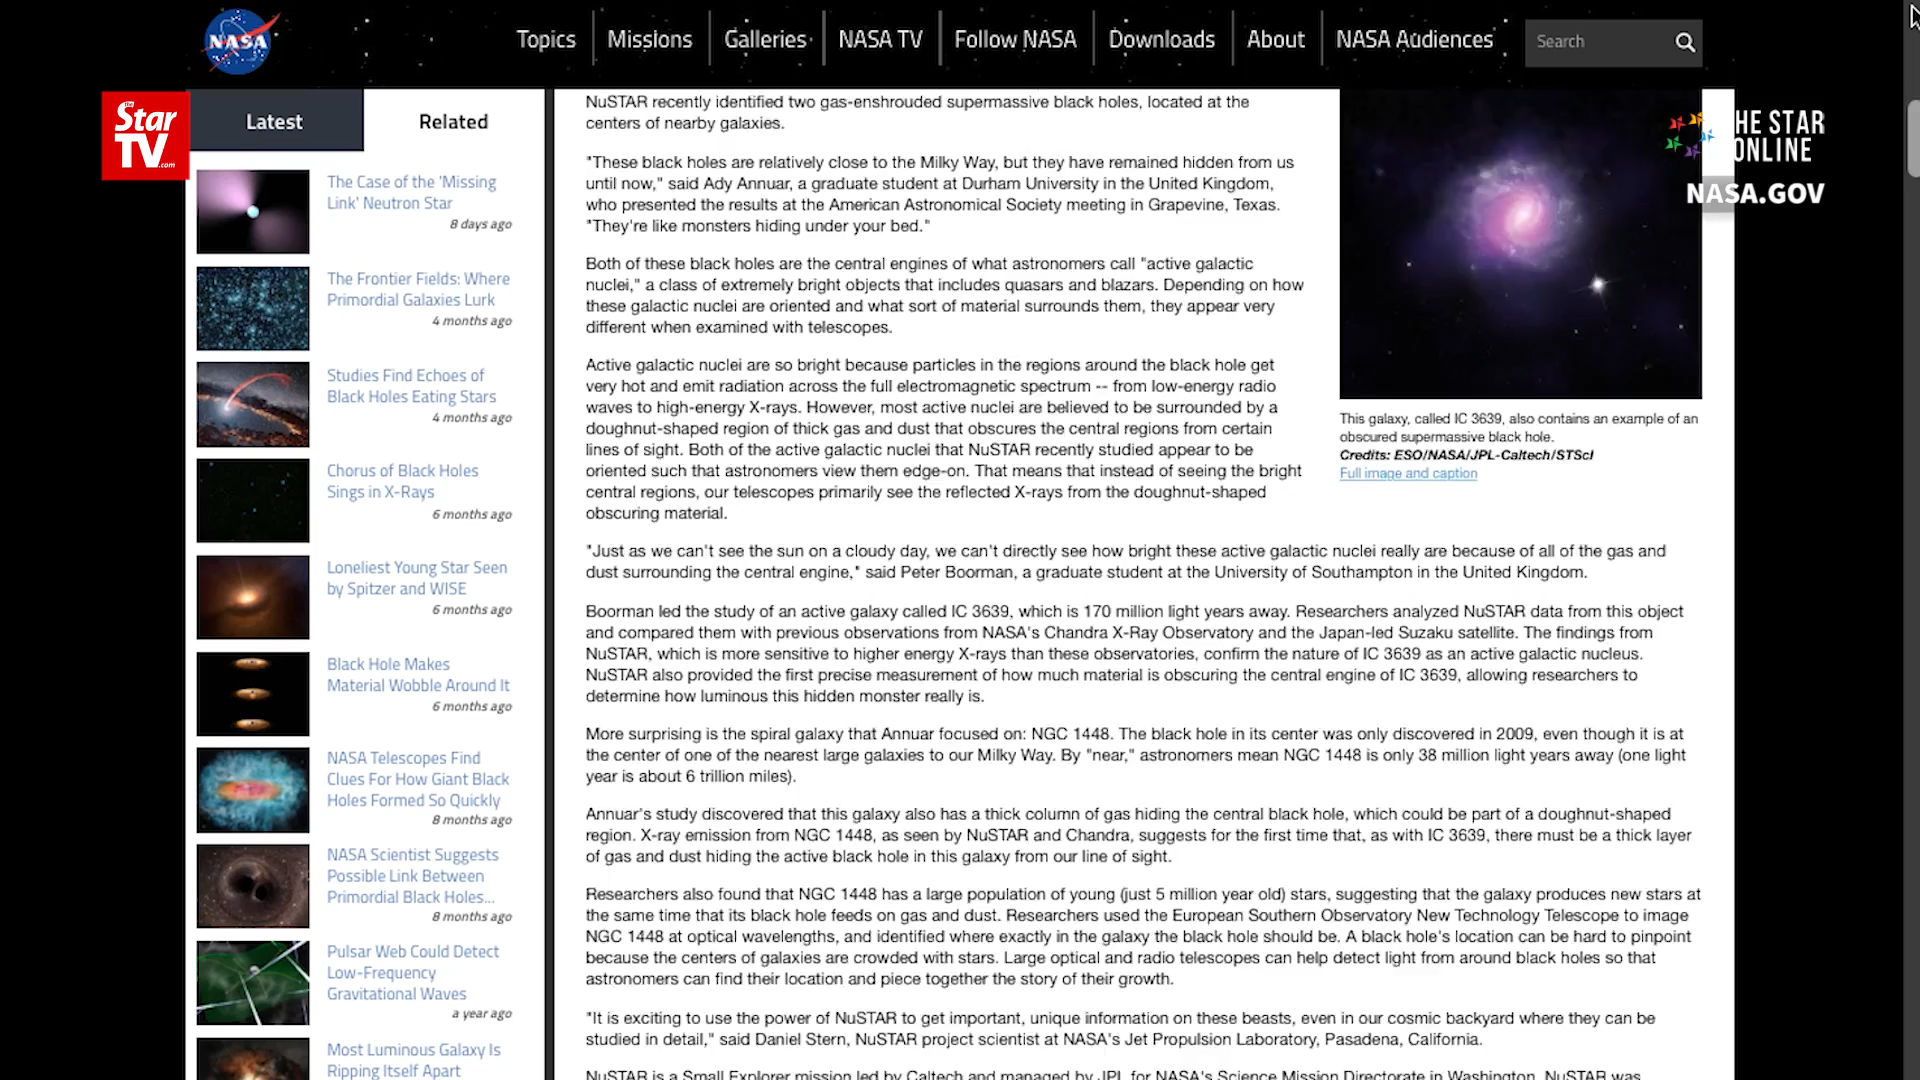 NASA
Topics
Missions
Galleries
NASA TV
Follow NASA
Downloads
About
NASA Audiences
Search
The
Star
TV
.com
Latest
Related
THE STAR
ONLINE
NASA.GOV
The Case of the 'Missing
Link' Neutron Star
8 days ago
The Frontier Fields: Where
Primordial Galaxies Lurk
4 months ago
Studies Find Echoes of
Black Holes Eating Stars
4 months ago
Chorus of Black Holes
Sings in X-Rays
6 months ago
Loneliest Young Star Seen
by Spitzer and WISE
6 months ago
Black Hole Makes
Material Wobble Around It
6 months ago
NASA Telescopes Find
Clues For How Giant Black
Holes Formed So Quickly
8 months ago
NASA Scientist Suggests
Possible Link Between
Primordial Black Holes...
8 months ago
Pulsar Web Could Detect
Low-Frequency
Gravitational Waves
a year ago
Most Luminous Galaxy Is
Ripping Itself Apart
NuSTAR recently identified two gas-enshrouded supermassive black holes, located at the
centers of nearby galaxies.
"These black holes are relatively close to the Milky Way, but they have remained hidden from us
until now," said Ady Annuar, a graduate student at Durham University in the United Kingdom,
who presented the results at the American Astronomical Society meeting in Grapevine, Texas.
"They're like monsters hiding under your bed."
Both of these black holes are the central engines of what astronomers call "active galactic
nuclei," a class of extremely bright objects that includes quasars and blazars. Depending on how
these galactic nuclei are oriented and what sort of material surrounds them, they appear very
different when examined with telescopes.
Active galactic nuclei are so bright because particles in the regions around the black hole get
very hot and emit radiation across the full electromagnetic spectrum -- from low-energy radio
waves to high-energy X-rays. However, most active nuclei are believed to be surrounded by a
doughnut-shaped region of thick gas and dust that obscures the central regions from certain
lines of sight. Both of the active galactic nuclei that NuSTAR recently studied appear to be
oriented such that astronomers view them edge-on. That means that instead of seeing the bright
central regions, our telescopes primarily see the reflected X-rays from the doughnut-shaped
obscuring material.
This galaxy, called IC 3639, also contains an example of an
obscured supermassive black hole.
Credits: ESO/NASA/JPL-Caltech/STScI
Full image and caption
"Just as we can't see the sun on a cloudy day, we can't directly see how bright these active galactic nuclei really are because of all of the gas and
dust surrounding the central engine," said Peter Boorman, a graduate student at the University of Southampton in the United Kingdom.
Boorman led the study of an active galaxy called IC 3639, which is 170 million light years away. Researchers analyzed NuSTAR data from this object
and compared them with previous observations from NASA's Chandra X-Ray Observatory and the Japan-led Suzaku satellite. The findings from
NuSTAR, which is more sensitive to higher energy X-rays than these observatories, confirm the nature of IC 3639 as an active galactic nucleus.
NuSTAR also provided the first precise measurement of how much material is obscuring the central engine of IC 3639, allowing researchers to
determine how luminous this hidden monster really is.
More surprising is the spiral galaxy that Annuar focused on: NGC 1448. The black hole in its center was only discovered in 2009, even though it is at
the center of one of the nearest large galaxies to our Milky Way. By "near," astronomers mean NGC 1448 is only 38 million light years away (one light
year is about 6 trillion miles).
Annuar's study discovered that this galaxy also has a thick column of gas hiding the central black hole, which could be part of a doughnut-shaped
region. X-ray emission from NGC 1448, as seen by NuSTAR and Chandra, suggests for the first time that, as with IC 3639, there must be a thick layer
of gas and dust hiding the active black hole in this galaxy from our line of sight.
Researchers also found that NGC 1448 has a large population of young (just 5 million year old) stars, suggesting that the galaxy produces new stars at
the same time that its black hole feeds on gas and dust. Researchers used the European Southern Observatory New Technology Telescope to image
NGC 1448 at optical wavelengths, and identified where exactly in the galaxy the black hole should be. A black hole's location can be hard to pinpoint
because the centers of galaxies are crowded with stars. Large optical and radio telescopes can help detect light from around black holes so that
astronomers can find their location and piece together the story of their growth.
"It is exciting to use the power of NuSTAR to get important, unique information on these beasts, even in our cosmic backyard where they can be
studied in detail," said Daniel Stern, NuSTAR project scientist at NASA's Jet Propulsion Laboratory, Pasadena, California.
NuSTAR is a Small Explorer mission led by Caltech and managed by JPL for NASA's Science Mission Directorate in Washington. NuSTAR was